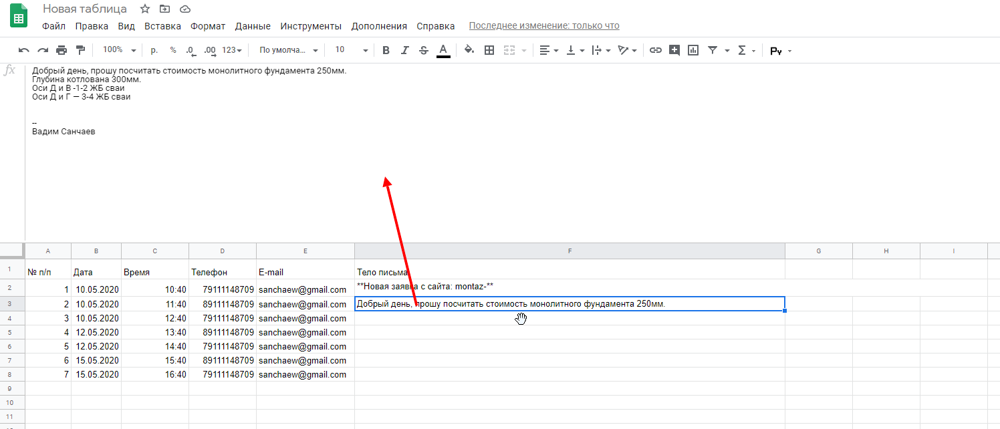 Новая таблица
Файл Правка Вид Вставка Формат Данные Инструменты Дополнения Справка Последнее изменение: только что
100% р. % .0 .00 123 По умолча... 10 B I S A Σ Ру
fx Добрый день, прошу посчитать стоимость монолитного фундамента 250мм.
Глубина котлована 300мм.
Оси Д и В -1-2 ЖБ сваи
Оси Д и Г — 3-4 ЖБ сваи
--
Вадим Санчаев
A B C D E F G H I
1 № п/п Дата Время Телефон E-mail Тело письма
2 1 10.05.2020 10:40 79111148709 sanchaew@gmail.com **Новая заявка с сайта: montaz-**
3 2 10.05.2020 11:40 89111148709 sanchaew@gmail.com Добрый день, прошу посчитать стоимость монолитного фундамента 250мм.
4 3 10.05.2020 12:40 79111148709 sanchaew@gmail.com
5 4 12.05.2020 13:40 89111148709 sanchaew@gmail.com
6 5 12.05.2020 14:40 79111148709 sanchaew@gmail.com
7 6 15.05.2020 15:40 89111148709 sanchaew@gmail.com
8 7 15.05.2020 16:40 79111148709 sanchaew@gmail.com
9
10
11